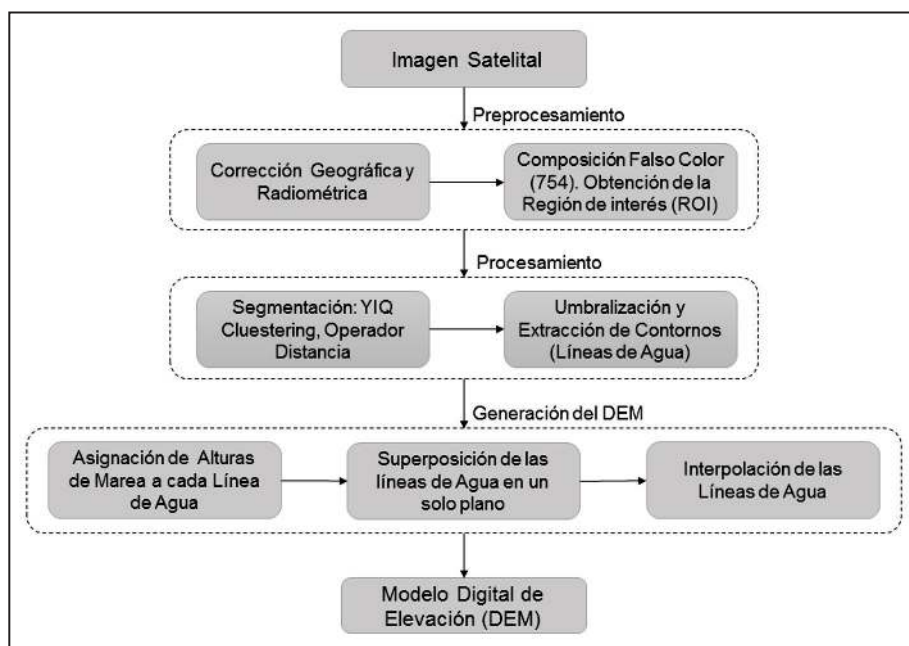 Imagen Satelital
Preprocesamiento
Corrección Geográfica y
Radiométrica
Composición Falso Color
(754). Obtención de la
Región de interés (ROI)
Procesamiento
Segmentación: YIQ
Cluestering, Operador
Distancia
Umbralización y
Extracción de Contornos
(Líneas de Agua)
Generación del DEM
Asignación de Alturas
de Marea a cada Línea
de Agua
Superposición de las
líneas de Agua en un
solo plano
Interpolación de las
Líneas de Agua
Modelo Digital de
Elevación (DEM)